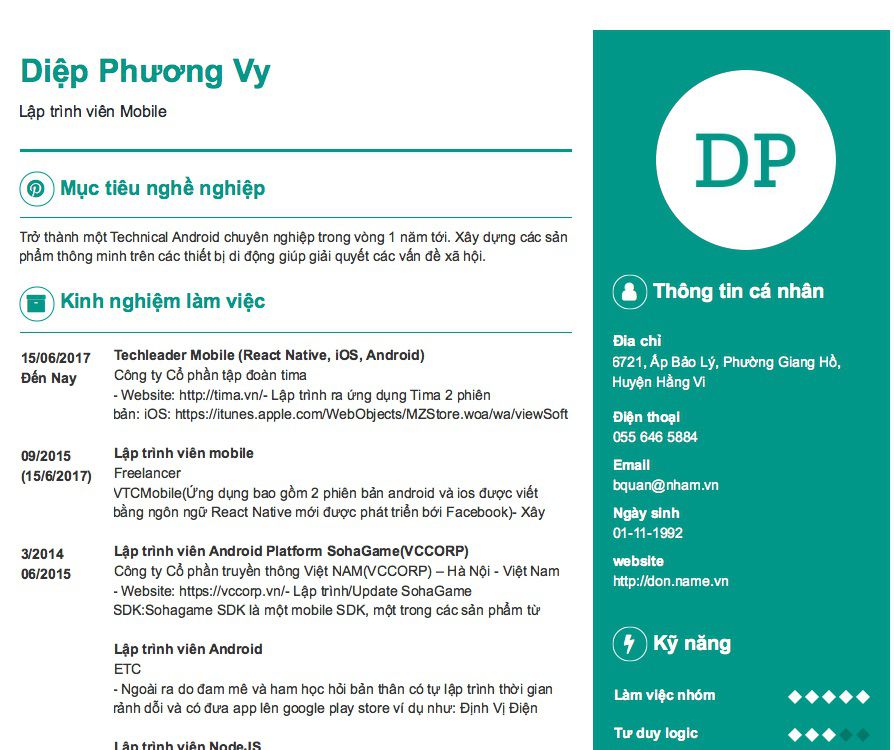 Diệp Phương Vy
Lập trình viên Mobile
Mục tiêu nghề nghiệp
Trở thành một Technical Android chuyên nghiệp trong vòng 1 năm tới. Xây dựng các sản
phẩm thông minh trên các thiết bị di động giúp giải quyết các vấn đề xã hội.
Kinh nghiệm làm việc
15/06/2017
Đến Nay
Techleader Mobile (React Native, iOS, Android)
Công ty Cổ phần tập đoàn tima
- Website: http://tima.vn/- Lập trình ra ứng dụng Tima 2 phiên
bản: iOS: https://itunes.apple.com/WebObjects/MZStore.woa/wa/viewSoft
09/2015
(15/6/2017)
Lập trình viên mobile
Freelancer
VTCMobile(Ứng dụng bao gồm 2 phiên bản android và ios được viết
bằng ngôn ngữ React Native mới được phát triển bới Facebook)- Xây
3/2014
06/2015
Lập trình viên Android Platform SohaGame(VCCORP)
Công ty Cổ phần truyền thông Việt NAM(VCCORP) – Hà Nội - Việt Nam
- Website: https://vccorp.vn/- Lập trình/Update SohaGame
SDK:Sohagame SDK là một mobile SDK, một trong các sản phẩm từ
Lập trình viên Android
ETC
- Ngoài ra do đam mê và ham học hỏi bản thân có tự lập trình thời gian
rảnh dỗi và có đưa app lên google play store ví dụ như: Định Vị Điện
Lập trình viên NodeJS
DP
Thông tin cá nhân
Đia chỉ
6721, Ấp Bảo Lý, Phường Giang Hồ,
Huyện Hằng Vi
Điện thoại
055 646 5884
Email
bquan@nham.vn
Ngày sinh
01-11-1992
website
http://don.name.vn
Kỹ năng
Làm việc nhóm
Tư duy logic